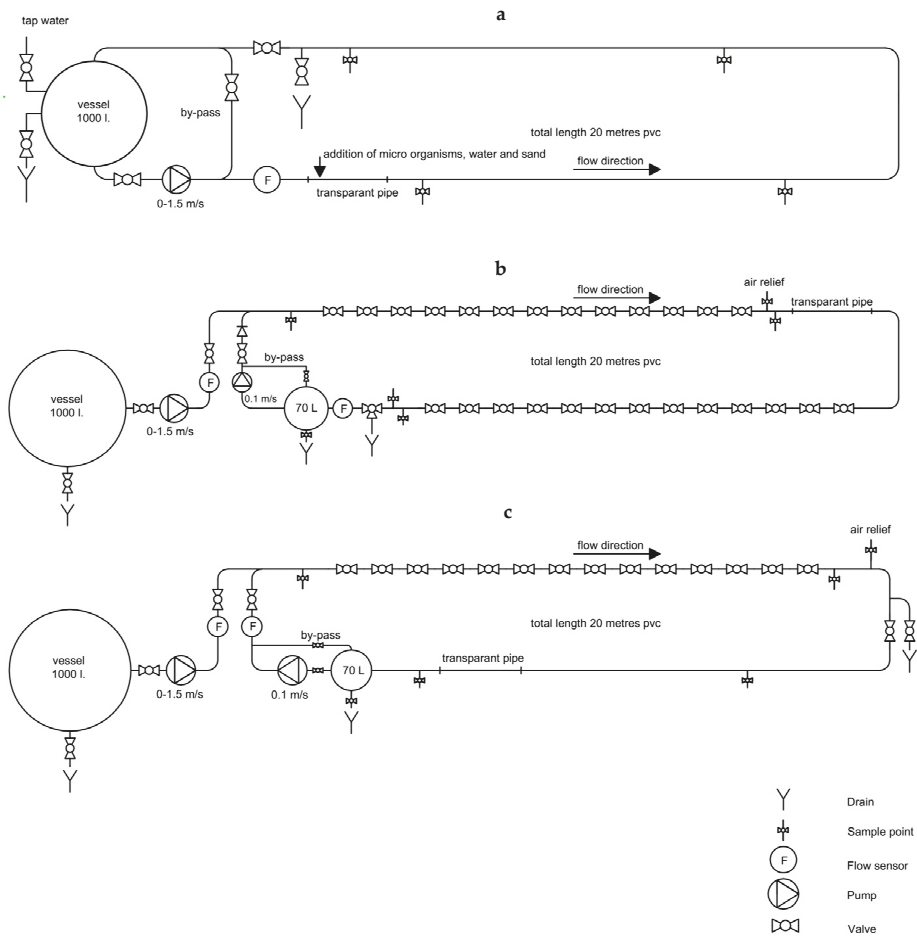 a
tap water
vessel
1000 l.
by-pass
total length 20 metres pvc
addition of micro organisms, water and sand
flow direction
F
transparant pipe
0-1.5 m/s
b
air relief
flow direction
transparant pipe
by-pass
total length 20 metres pvc
F
0.1 m/s
vessel
1000 l.
70 L
F
0-1.5 m/s
c
air relief
flow direction
F
F
total length 20 metres pvc
by-pass
transparant pipe
vessel
1000 l.
70 L
0-1.5 m/s
0.1 m/s
Drain
Sample point
F
Flow sensor
Pump
Valve